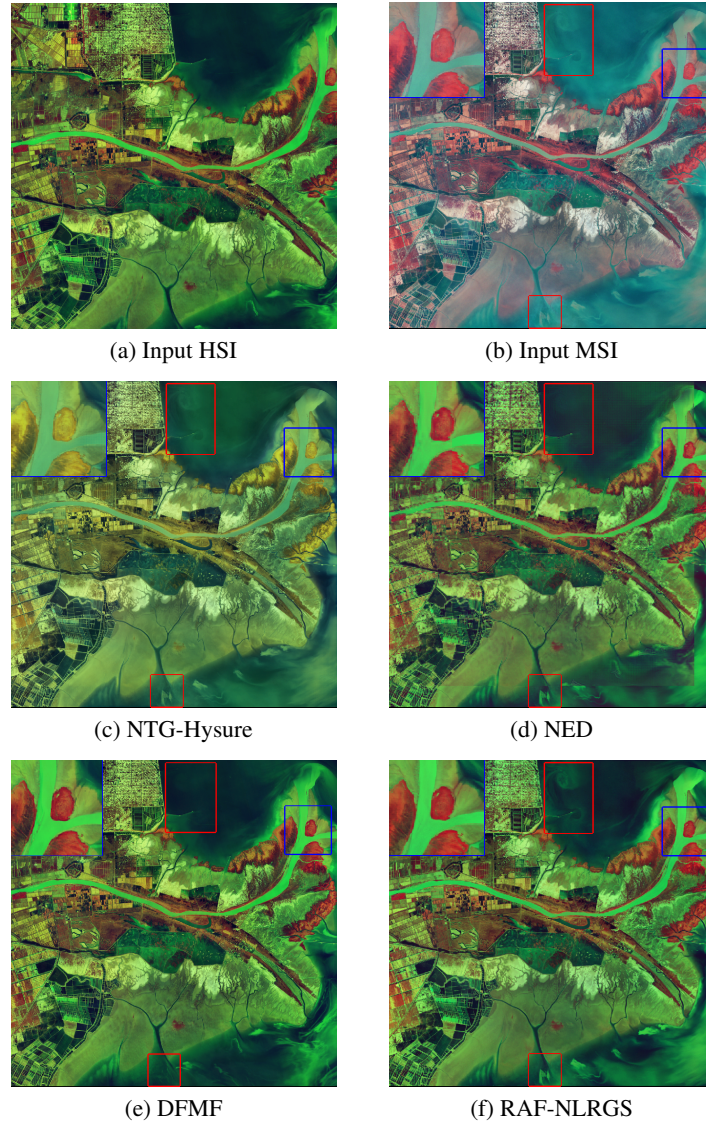 (a) Input HSI
(b) Input MSI
(c) NTG-Hysure
(d) NED
(e) DFMF
(f) RAF-NLRGS